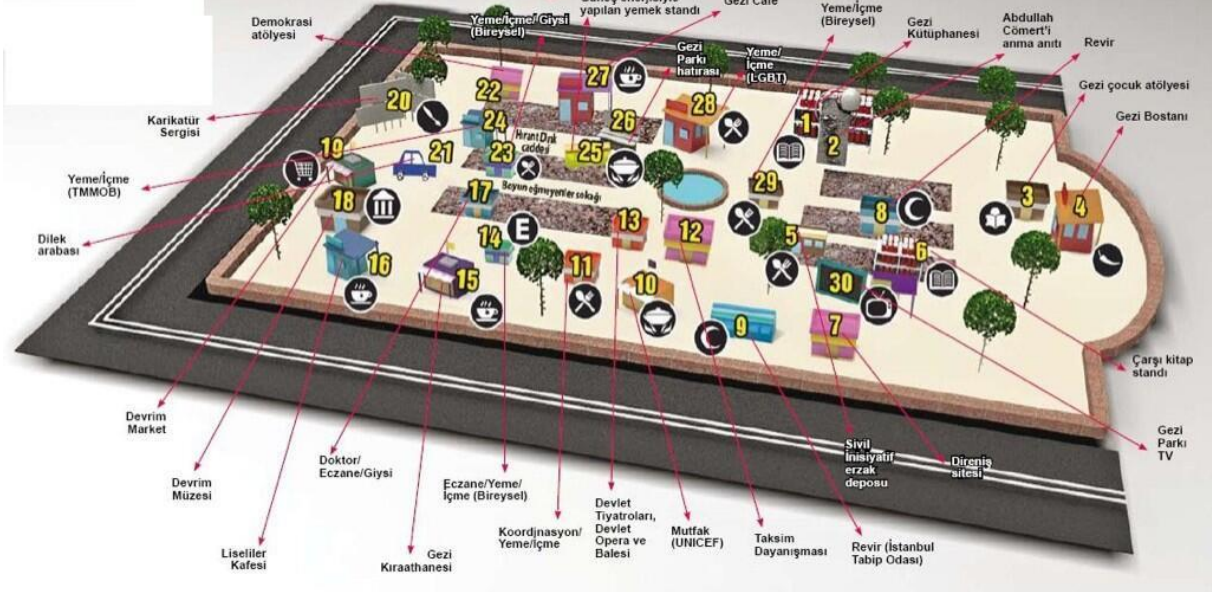 yapılan yemek standı
Gezi Cafe
Yeme/İçme
(Bireysel)
Gezi
Kütüphanesi
Abdullah
Cömert'i
anma anıtı
Revir
Gezi çocuk atölyesi
Gezi Bostanı
Demokrasi
atölyesi
Yeme/İçme/ Giysi
(Bireysel)
Gezi
Parkı
hatırası
Yeme/
İçme
(LGBT)
Karikatür
Sergisi
Yeme/İçme
(TMMOB)
Dilek
arabası
Hırant Dink
caddesi
Boyun eğmeyenler sokağı
20
22
27
24
26
28
1
2
19
21
23
25
29
3
4
18
17
13
12
8
5
6
16
15
14
E
11
10
30
9
7
Devrim
Market
Devrim
Müzesi
Liseliler
Kafesi
Doktor/
Eczane/Giysi
Gezi
Kıraathanesi
Eczane/Yeme/
İçme (Bireysel)
Koordjnasyon/
Yeme/İçme
Devlet
Tiyatroları,
Devlet
Opera ve
Balesi
Mutfak
(UNICEF)
Taksim
Dayanışması
Revir (İstanbul
Tabip Odası)
Sivil
İnisiyatif
erzak
deposu
Direniş
sitesi
Gezi
Parkı
TV
Çarşı kitap
standı